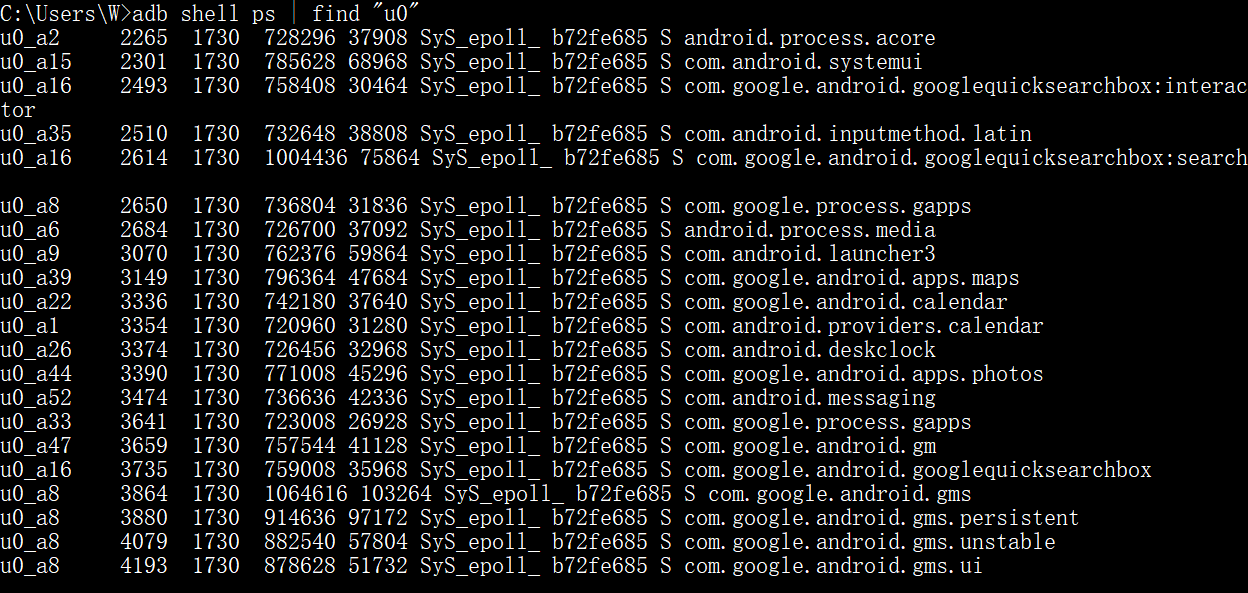 C:\Users\W>adb shell ps | find "u0"
u0_a2     2265  1730  728296 37908 SyS_epoll_ b72fe685 S android.process.acore
u0_a15    2301  1730  785628 68968 SyS_epoll_ b72fe685 S com.android.systemui
u0_a16    2493  1730  758408 30464 SyS_epoll_ b72fe685 S com.google.android.googlequicksearchbox:interac
tor
u0_a35    2510  1730  732648 38808 SyS_epoll_ b72fe685 S com.android.inputmethod.latin
u0_a16    2614  1730  1004436 75864 SyS_epoll_ b72fe685 S com.google.android.googlequicksearchbox:search
u0_a8     2650  1730  736804 31836 SyS_epoll_ b72fe685 S com.google.process.gapps
u0_a6     2684  1730  726700 37092 SyS_epoll_ b72fe685 S android.process.media
u0_a9     3070  1730  762376 59864 SyS_epoll_ b72fe685 S com.android.launcher3
u0_a39    3149  1730  796364 47684 SyS_epoll_ b72fe685 S com.google.android.apps.maps
u0_a22    3336  1730  742180 37640 SyS_epoll_ b72fe685 S com.google.android.calendar
u0_a1     3354  1730  720960 31280 SyS_epoll_ b72fe685 S com.android.providers.calendar
u0_a26    3374  1730  726456 32968 SyS_epoll_ b72fe685 S com.android.deskclock
u0_a44    3390  1730  771008 45296 SyS_epoll_ b72fe685 S com.google.android.apps.photos
u0_a52    3474  1730  736636 42336 SyS_epoll_ b72fe685 S com.android.messaging
u0_a33    3641  1730  723008 26928 SyS_epoll_ b72fe685 S com.google.process.gapps
u0_a47    3659  1730  757544 41128 SyS_epoll_ b72fe685 S com.google.android.gm
u0_a16    3735  1730  759008 35968 SyS_epoll_ b72fe685 S com.google.android.googlequicksearchbox
u0_a8     3864  1730  1064616 103264 SyS_epoll_ b72fe685 S com.google.android.gms
u0_a8     3880  1730  914636 97172 SyS_epoll_ b72fe685 S com.google.android.gms.persistent
u0_a8     4079  1730  882540 57804 SyS_epoll_ b72fe685 S com.google.android.gms.unstable
u0_a8     4193  1730  878628 51732 SyS_epoll_ b72fe685 S com.google.android.gms.ui